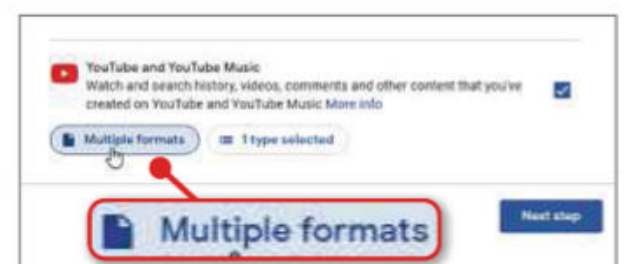 YouTube and YouTube Music
Watch and search history, videos, comments and other content that you've
created on YouTube and YouTube Music More info
Multiple formats
1 type selected
Next step
Multiple formats